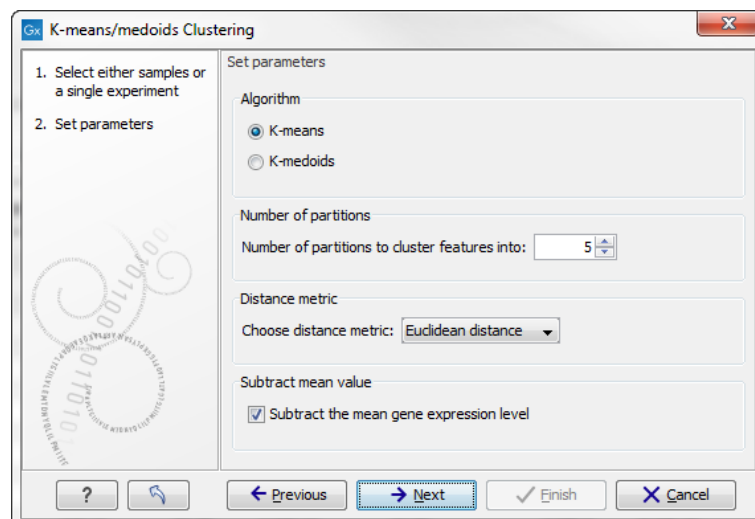 Gx K-means/medoids Clustering
x
1. Select either samples or
a single experiment
2. Set parameters
Set parameters
Algorithm
K-means
K-medoids
Number of partitions
Number of partitions to cluster features into: 5
Distance metric
Choose distance metric: Euclidean distance
Subtract mean value
Subtract the mean gene expression level
? Previous Next Finish Cancel